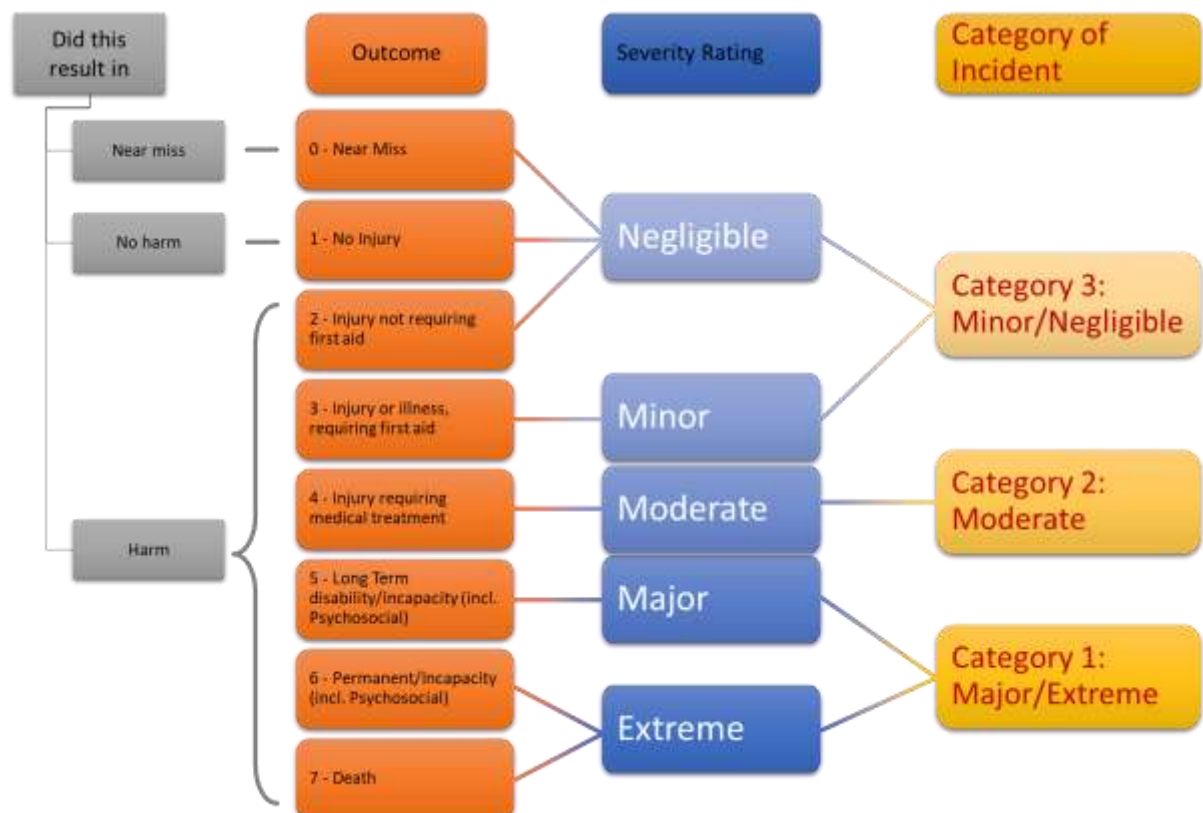 Did this
result in
Outcome
Severity Rating
Category of
Incident
Near miss
0 - Near Miss
No harm
1 - No Injury
Negligible
2 - Injury not requiring
first aid
Category 3:
Minor/Negligible
3 - Injury or illness,
requiring first aid
Minor
4 - Injury requiring
medical treatment
Moderate
Category 2:
Moderate
Harm
5 - Long Term
disability/incapacity (incl.
Psychosocial)
Major
6 - Permanent/Incapacity
(incl. Psychosocial)
Category 1:
Major/Extreme
Extreme
7 - Death